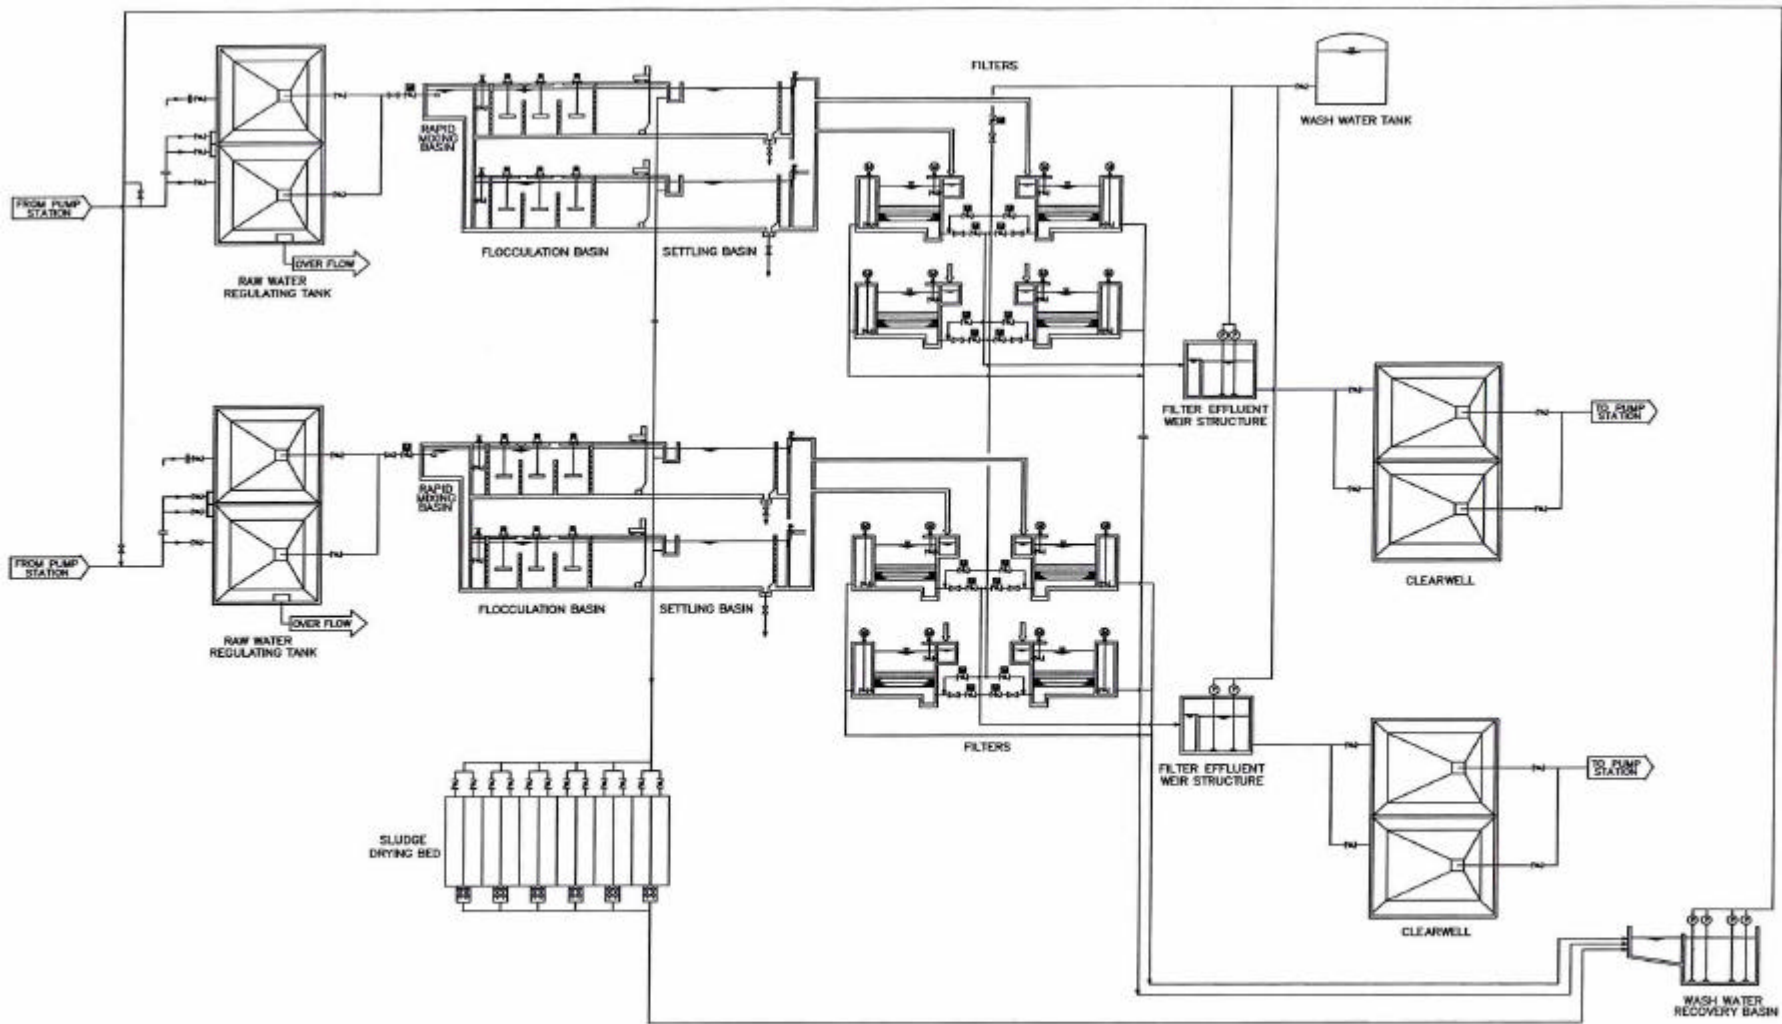 FILTERS
WASH WATER TANK
RAPID
MIXING
BASIN
FROM PUMP
STATION
FLOCCULATION BASIN
SETTLING BASIN
OVER FLOW
RAW WATER
REGULATING TANK
FILTER EFFLUENT
WEIR STRUCTURE
TO PUMP
STATION
CLEARWELL
RAPID
MIXING
BASIN
FROM PUMP
STATION
FLOCCULATION BASIN
SETTLING BASIN
OVER FLOW
RAW WATER
REGULATING TANK
FILTERS
FILTER EFFLUENT
WEIR STRUCTURE
TO PUMP
STATION
SLUDGE
DRYING BED
CLEARWELL
WASH WATER
RECOVERY BASIN